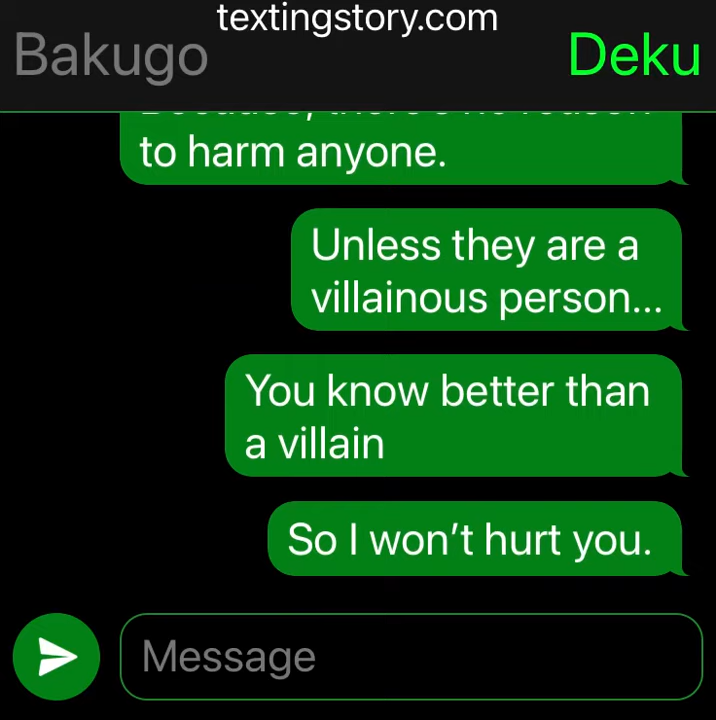 textingstory.com
Bakugo
Deku
to harm anyone.
Unless they are a
villainous person...
You know better than
a villain
So I won't hurt you.
Message